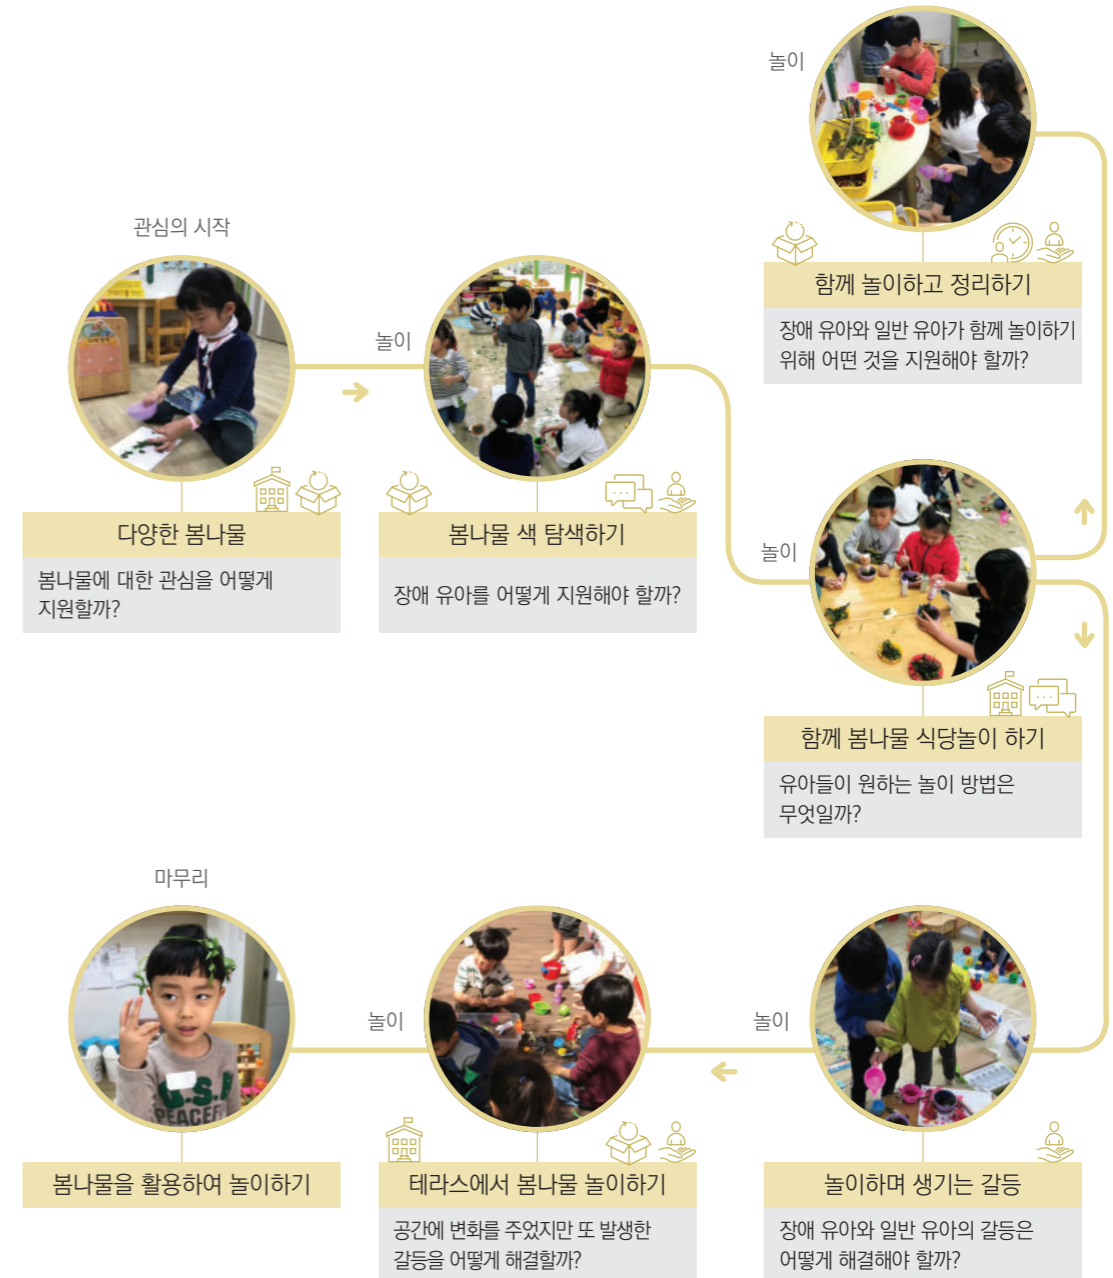 관심의 시작
다양한 봄나물
봄나물에 대한 관심을 어떻게
지원할까?
놀이
봄나물 색 탐색하기
장애 유아를 어떻게 지원해야 할까?
놀이
함께 봄나물 식당놀이 하기
유아들이 원하는 놀이 방법은
무엇일까?
놀이
함께 놀이하고 정리하기
장애 유아와 일반 유아가 함께 놀이하기
위해 어떤 것을 지원해야 할까?
놀이
놀이하며 생기는 갈등
장애 유아와 일반 유아의 갈등은
어떻게 해결해야 할까?
놀이
테라스에서 봄나물 놀이하기
공간에 변화를 주었지만 또 발생한
갈등을 어떻게 해결할까?
마무리
G.S.
PEACEF
봄나물을 활용하여 놀이하기